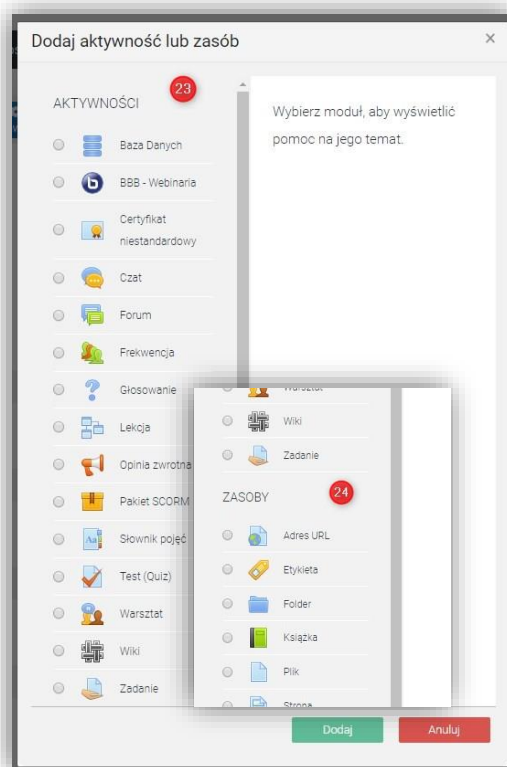 Dodaj aktywność lub zasób
×
23
AKTYWNOŚCI
Baza Danych
BBB - Webinaria
Certyfikat
niestandardowy
Czat
Forum
Frekwencja
Głosowanie
Lekcja
Opinia zwrotna
Pakiet SCORM
Słownik pojęć
Test (Quiz)
Warsztat
Wiki
Zadanie
Wybierz moduł, aby wyświetlić
pomoc na jego temat.
Warsztat
Wiki
Zadanie
ZASOBY
24
Adres URL
Etykieta
Folder
Książka
Plik
Strona
Dodaj
Anuluj